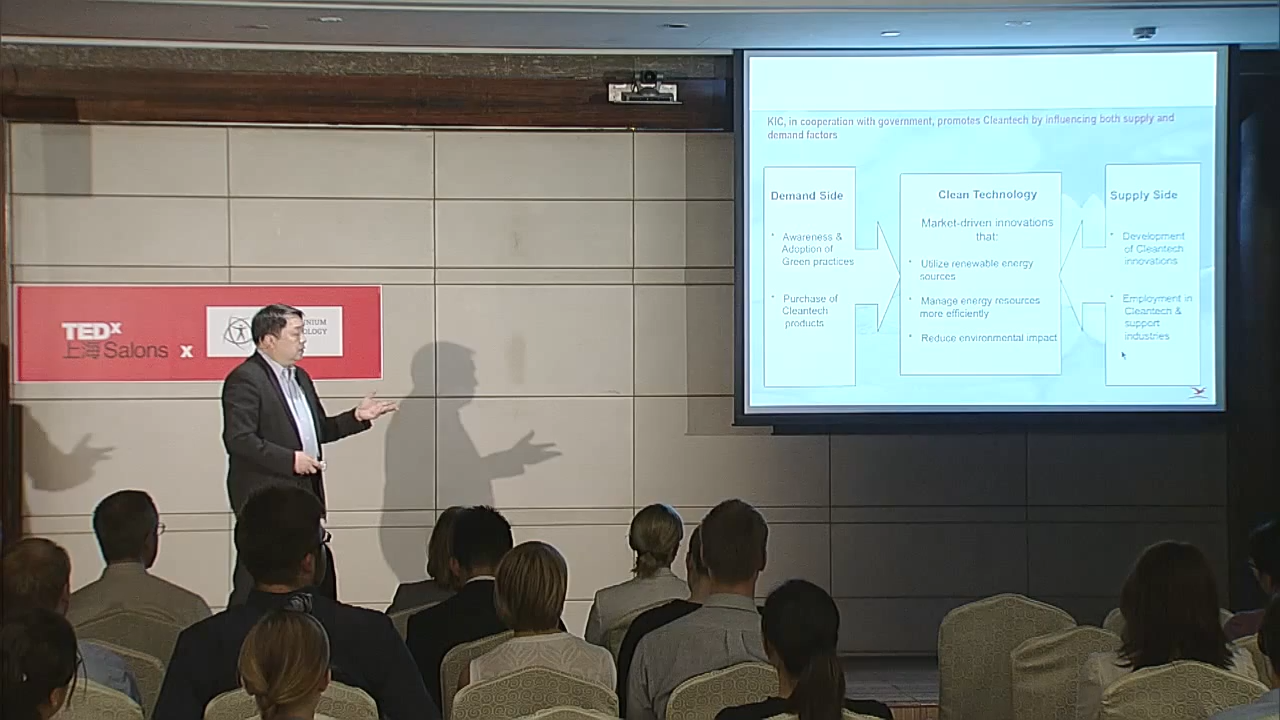 KIC, in cooperation with government, promotes Cleantech by influencing both supply and
demand factors
Demand Side
• Awareness &
Adoption of
Green practices
• Purchase of
Cleantech
products
Clean Technology
Market-driven innovations
that:
• Utilize renewable energy
sources
• Manage energy resources
more efficiently
• Reduce environmental impact
Supply Side
• Development
of Cleantech
innovations
• Employment in
Cleantech &
support
industries
TEDx
上海Salons x